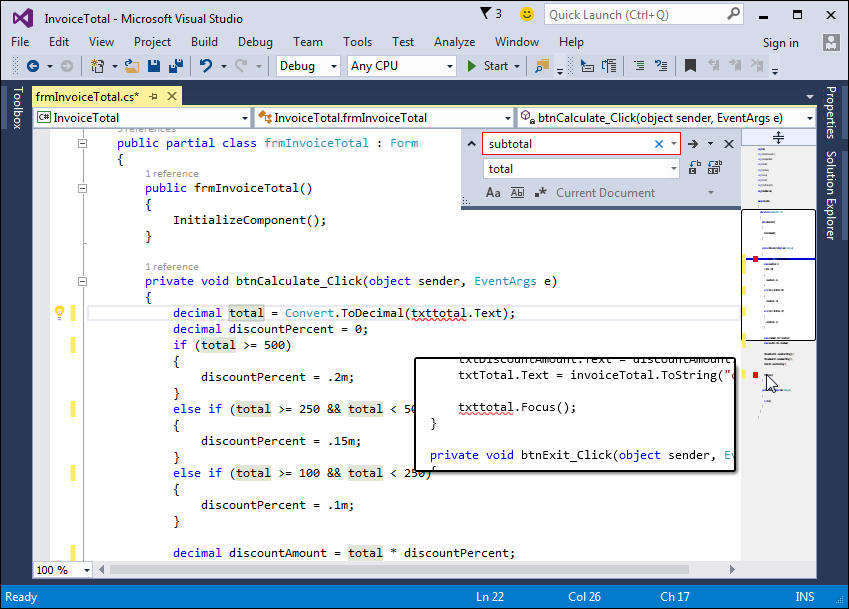 InvoiceTotal - Microsoft Visual Studio
3
Quick Launch (Ctrl+Q)
File Edit View Project Build Debug Team Tools Test Analyze Window Help
Sign in
Debug Any CPU Start
frmInvoiceTotal.cs*
Toolbox
Properties
Solution Explorer
C# InvoiceTotal InvoiceTotal.frmInvoiceTotal btnCalculate_Click(object sender, EventArgs e)
subtotal
total
Aa Ab Current Document
3 references
public partial class frmInvoiceTotal : Form
{
1 reference
public frmInvoiceTotal()
{
InitializeComponent();
}
1 reference
private void btnCalculate_Click(object sender, EventArgs e)
{
decimal total = Convert.ToDecimal(txttotal.Text);
decimal discountPercent = 0;
if (total >= 500)
{
discountPercent = .2m;
}
else if (total >= 250 && total < 50
{
discountPercent = .15m;
}
else if (total >= 100 && total < 250)
{
discountPercent = .1m;
}
decimal discountAmount = total * discountPercent;
txtDiscountAmount.Text = discountAmount
txtTotal.Text = invoiceTotal.ToString("c
txttotal.Focus();
}
private void btnExit_Click(object sender, Ev
{
100 %
Ready Ln 22 Col 26 Ch 17 INS